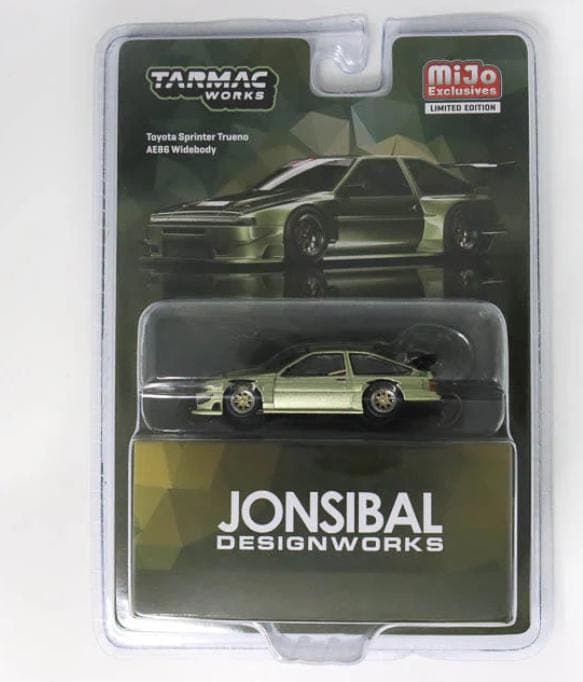 TARMAC
WORKS
MiJo
Exclusives
LIMITED EDITION
Toyota Sprinter Trueno
AE86 Widebody
JONSIBAL
DESIGNWORKS